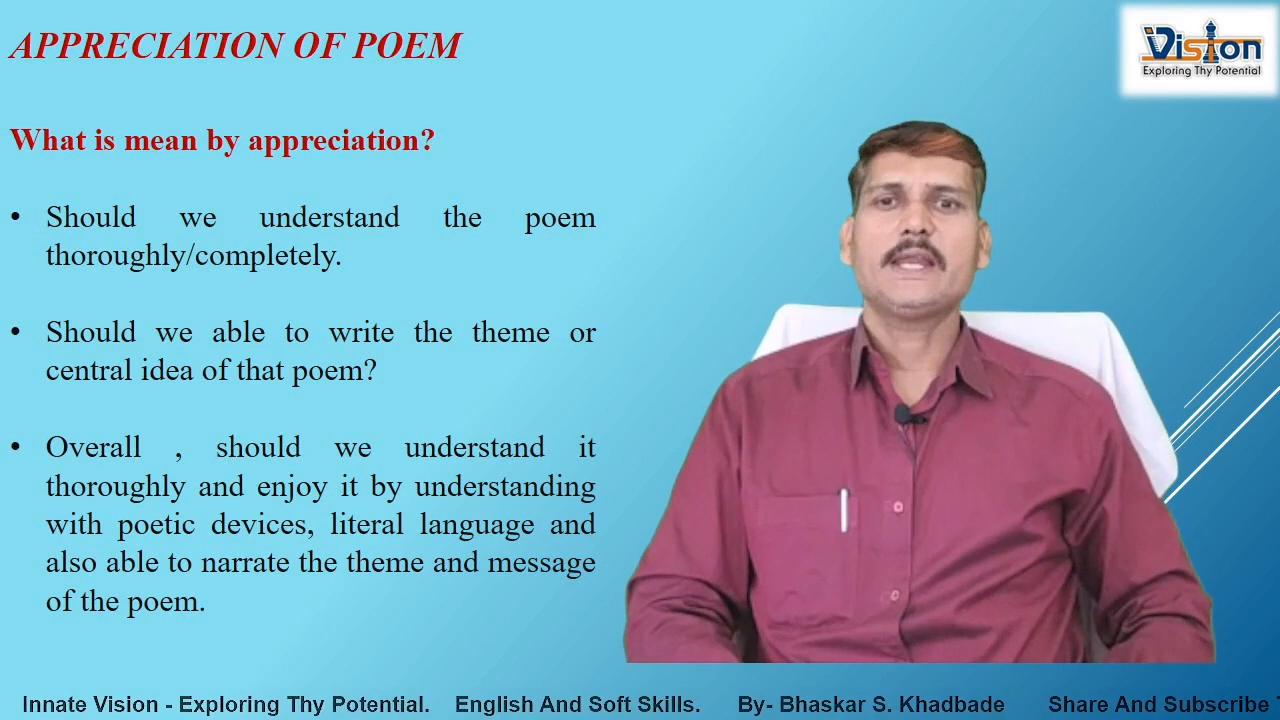 APPRECIATION OF POEM
Vision
Exploring Thy Potential
What is mean by appreciation?
• Should we understand the poem
thoroughly/completely.
• Should we able to write the theme or
central idea of that poem?
• Overall , should we understand it
thoroughly and enjoy it by understanding
with poetic devices, literal language and
also able to narrate the theme and message
of the poem.
Innate Vision - Exploring Thy Potential. English And Soft Skills. By- Bhaskar S. Khadbade Share And Subscribe